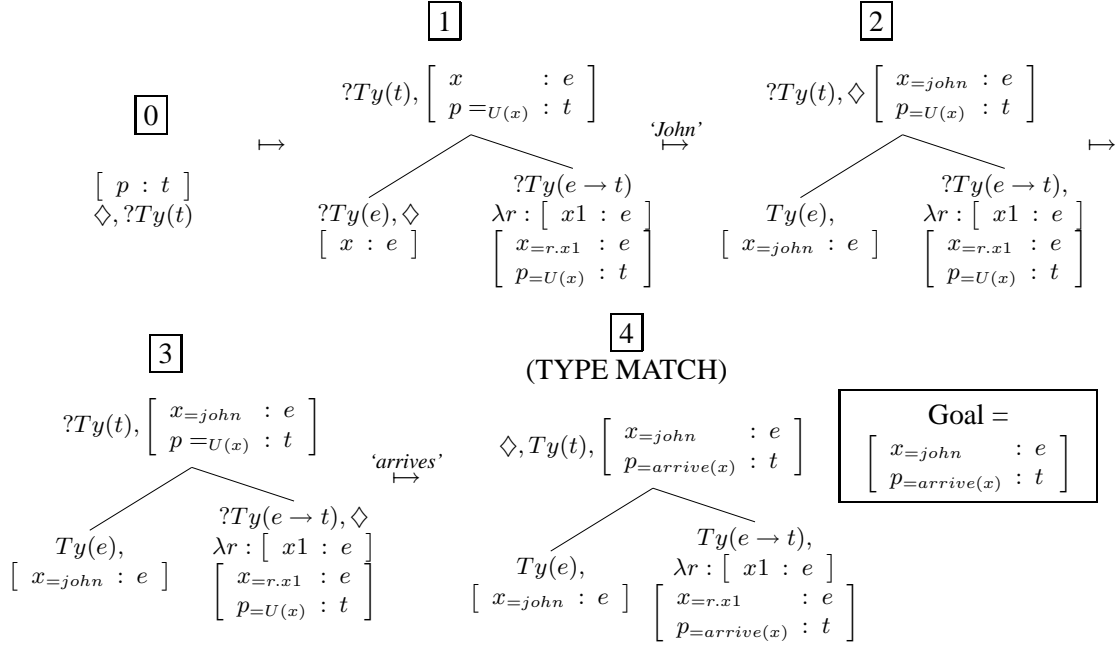 0
[ p : t ]
◇, ?Ty(t)
↦
1
?Ty(t), [ x : e
p =U(x) : t ]
?Ty(e), ◇
[ x : e ]
?Ty(e → t)
λr : [ x1 : e ]
[ x=r.x1 : e
p=U(x) : t ]
'John'
↦
2
?Ty(t), ◇ [ x=john : e
p=U(x) : t ]
Ty(e),
[ x=john : e ]
?Ty(e → t),
λr : [ x1 : e ]
[ x=r.x1 : e
p=U(x) : t ]
↦
3
?Ty(t), [ x=john : e
p =U(x) : t ]
Ty(e),
[ x=john : e ]
?Ty(e → t), ◇
λr : [ x1 : e ]
[ x=r.x1 : e
p=U(x) : t ]
'arrives'
↦
4
(TYPE MATCH)
◇, Ty(t), [ x=john : e
p=arrive(x) : t ]
Ty(e),
[ x=john : e ]
Ty(e → t),
λr : [ x1 : e ]
[ x=r.x1 : e
p=arrive(x) : t ]
Goal =
[ x=john : e
p=arrive(x) : t ]